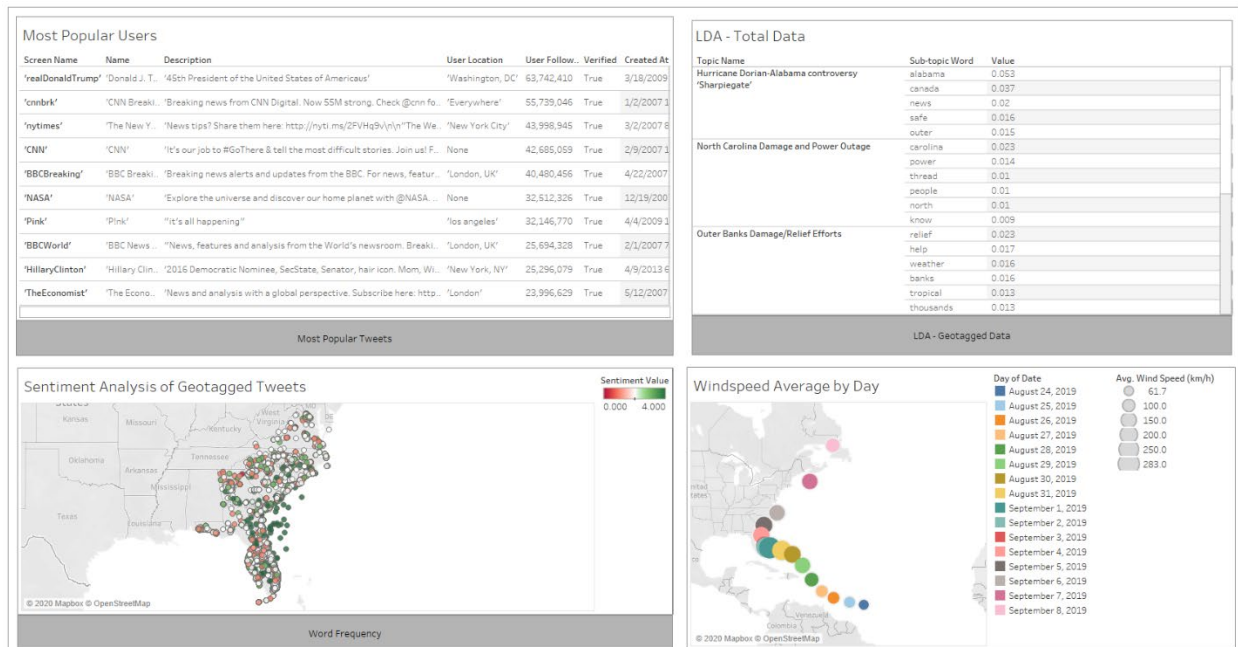 Most Popular Users
Screen Name Name Description User Location User Follow.. Verified Created At
'realDonaldTrump' 'Donald J. T.. '45th President of the United States of Americaus' 'Washington, DC' 63,742,410 True 3/18/2009
'cnnbrk' 'CNN Breaki.. 'Breaking news from CNN Digital. Now 55M strong. Check @cnn fo.. 'Everywhere' 55,739,046 True 1/2/2007 1
'nytimes' 'The New Y.. 'News tips? Share them here: http://nyti.ms/2FVHq9v\n\n"The We.. 'New York City' 43,998,945 True 3/2/2007 8
'CNN' 'CNN' 'It's our job to #GoThere & tell the most difficult stories. Join us! F.. None 42,685,059 True 2/9/2007 1
'BBCBreaking' 'BBC Breaki.. 'Breaking news alerts and updates from the BBC. For news, featur.. 'London, UK' 40,480,456 True 4/22/2007
'NASA' 'NASA' 'Explore the universe and discover our home planet with @NASA. ... None 32,512,326 True 12/19/200
'Pink' 'P!nk' "it's all happening" 'los angeles' 32,146,770 True 4/4/2009 1
'BBCWorld' 'BBC News .. "News, features and analysis from the World's newsroom. Breaki.. 'London, UK' 25,694,328 True 2/1/2007 7
'HillaryClinton' 'Hillary Clin.. '2016 Democratic Nominee, SecState, Senator, hair icon. Mom, Wi.. 'New York, NY' 25,296,079 True 4/9/2013 6
'TheEconomist' 'The Econo.. 'News and analysis with a global perspective. Subscribe here: http.. 'London' 23,996,629 True 5/12/2007
Most Popular Tweets
LDA - Total Data
Topic Name Sub-topic Word Value
Hurricane Dorian-Alabama controversy alabama 0.053
'Sharpiegate' canada 0.037
news 0.02
safe 0.016
outer 0.015
North Carolina Damage and Power Outage carolina 0.023
power 0.014
thread 0.01
people 0.01
north 0.01
know 0.009
Outer Banks Damage/Relief Efforts relief 0.023
help 0.017
weather 0.016
banks 0.016
tropical 0.013
thousands 0.013
LDA - Geotagged Data
Sentiment Analysis of Geotagged Tweets
Sentiment Value
0.000 4.000
States
Kansas
Missouri
Kentucky
West
Virginia
Oklahoma
Arkansas
Tennessee
Mississippi
Texas
Louisiana
© 2020 Mapbox © OpenStreetMap
Word Frequency
Windspeed Average by Day
Day of Date
August 24, 2019
August 25, 2019
August 26, 2019
August 27, 2019
August 28, 2019
August 29, 2019
August 30, 2019
August 31, 2019
September 1, 2019
September 2, 2019
September 3, 2019
September 4, 2019
September 5, 2019
September 6, 2019
September 7, 2019
September 8, 2019
Avg. Wind Speed (km/h)
61.7
100.0
150.0
200.0
250.0
283.0
Venezuela
Colombia
© 2020 Mapbox © OpenStreetMap